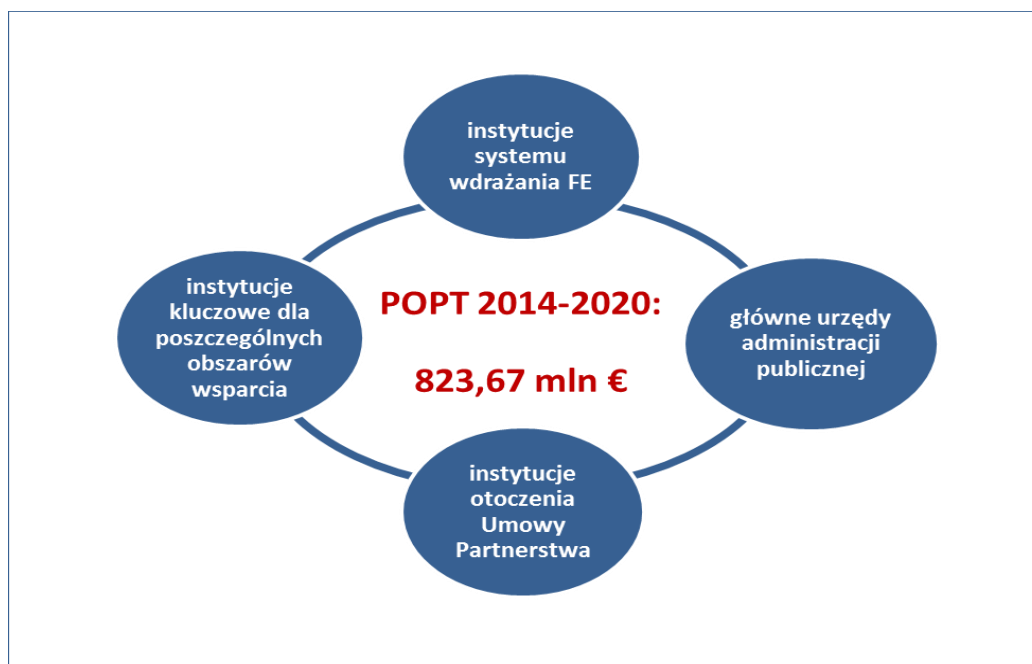 instytucje
systemu
wdrażania FE
instytucje
kluczowe dla
poszczególnych
obszarów
wsparcia
POPT 2014-2020:
823,67 mln €
główne urzędy
administracji
publicznej
instytucje
otoczenia
Umowy
Partnerstwa